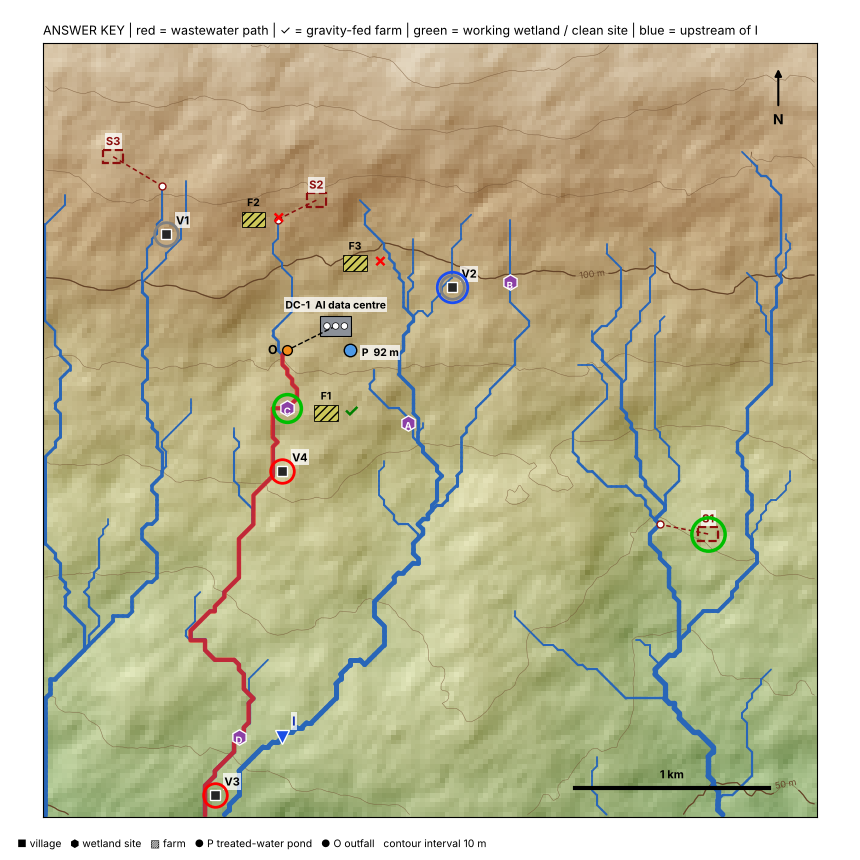 ANSWER KEY | red = wastewater path | ✓ = gravity-fed farm | green = working wetland / clean site | blue = upstream of I
N
S3
S2
F2
V1
F3
V2
100 m
B
DC-1 AI data centre
O
P 92 m
F1
C
A
V4
S1
I
D
V3
1 km
50 m
village wetland site farm P treated-water pond O outfall contour interval 10 m